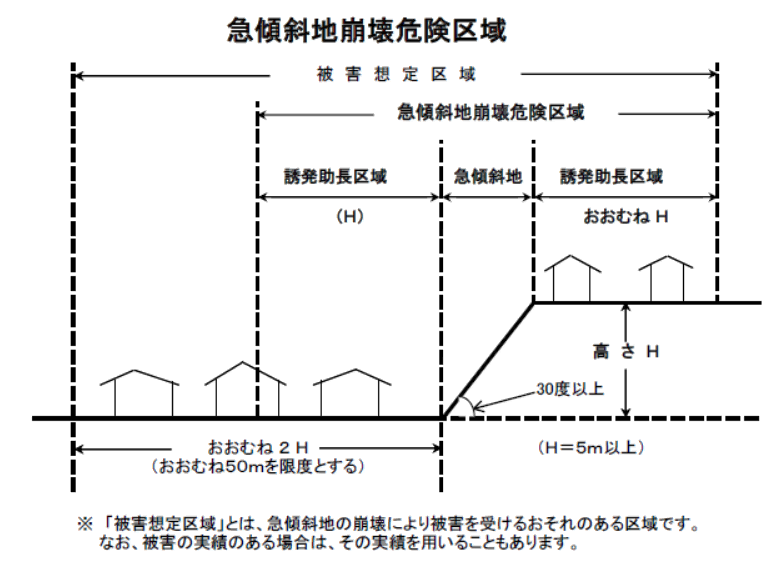 急傾斜地崩壊危険区域
被害想定区域
急傾斜地崩壊危険区域
誘発助長区域
急傾斜地
誘発助長区域
(H)
おおむね H
高さ H
30度以上
おおむね 2 H
(おおむね50mを限度とする)
(H=5m以上)
※ 「被害想定区域」とは、急傾斜地の崩壊により被害を受けるおそれのある区域です。
なお、被害の実績のある場合は、その実績を用いることもあります。